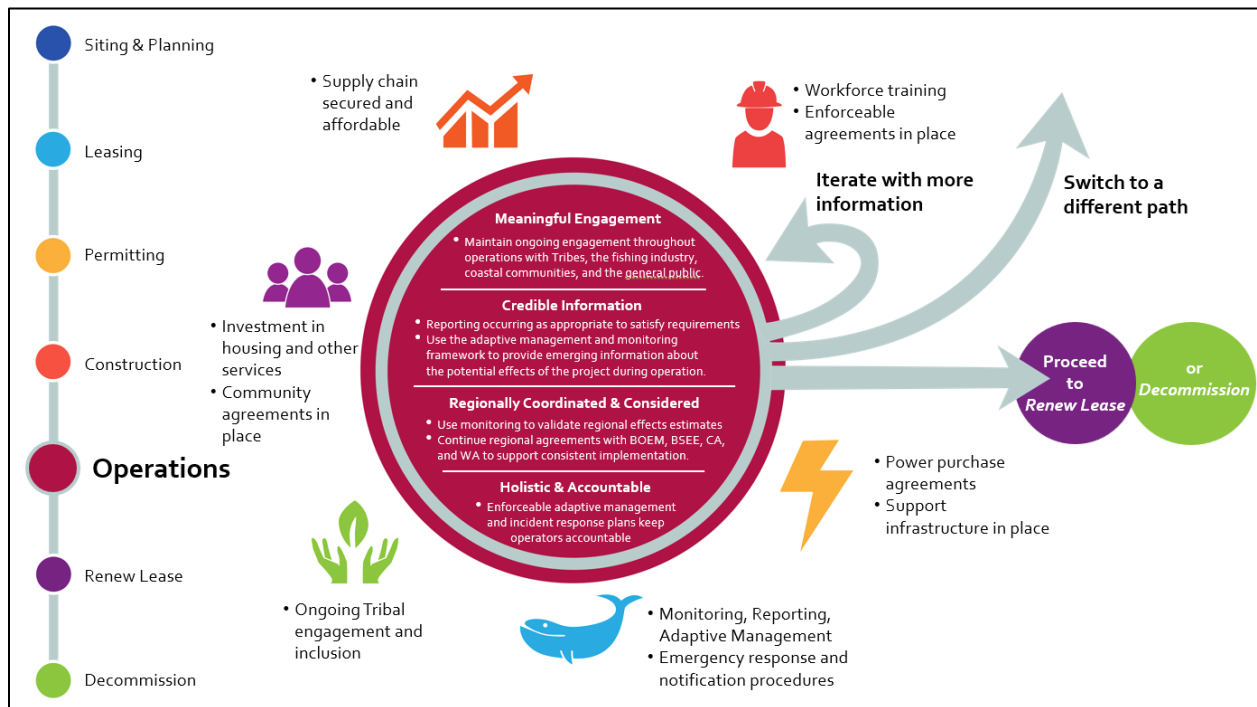 Siting & Planning
Leasing
Permitting
Construction
Operations
Renew Lease
Decommission
• Supply chain
secured and
affordable
• Workforce training
• Enforceable
agreements in place
Iterate with more
information
Switch to a
different path
• Investment in
housing and other
services
• Community
agreements in
place
Meaningful Engagement
• Maintain ongoing engagement throughout
operations with Tribes, the fishing industry,
coastal communities, and the general public.
Credible Information
• Reporting occurring as appropriate to satisfy requirements
• Use the adaptive management and monitoring
framework to provide emerging information about
the potential effects of the project during operation.
Regionally Coordinated & Considered
• Use monitoring to validate regional effects estimates
• Continue regional agreements with BOEM, BSEE, CA,
and WA to support consistent implementation.
Holistic & Accountable
• Enforceable adaptive management
and incident response plans keep
operators accountable
Proceed
to
Renew Lease
or
Decommission
• Power purchase
agreements
• Support
infrastructure in place
• Ongoing Tribal
engagement and
inclusion
• Monitoring, Reporting,
Adaptive Management
• Emergency response and
notification procedures